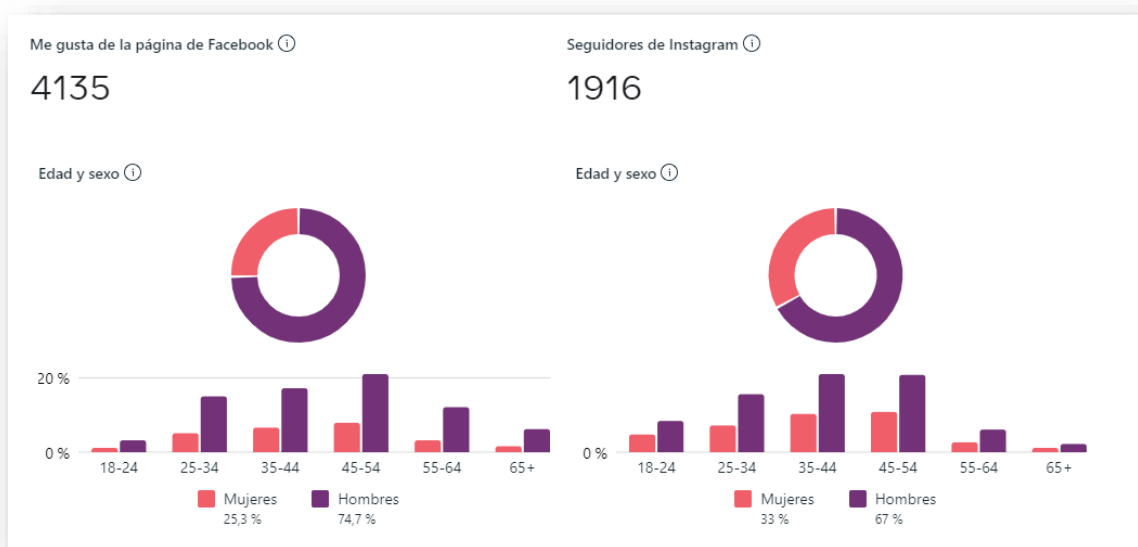 Me gusta de la página de Facebook
4135
Edad y sexo
20 %
0 %
18-24 25-34 35-44 45-54 55-64 65+
Mujeres Hombres
25,3 % 74,7 %
Seguidores de Instagram
1916
Edad y sexo
0 %
18-24 25-34 35-44 45-54 55-64 65+
Mujeres Hombres
33 % 67 %